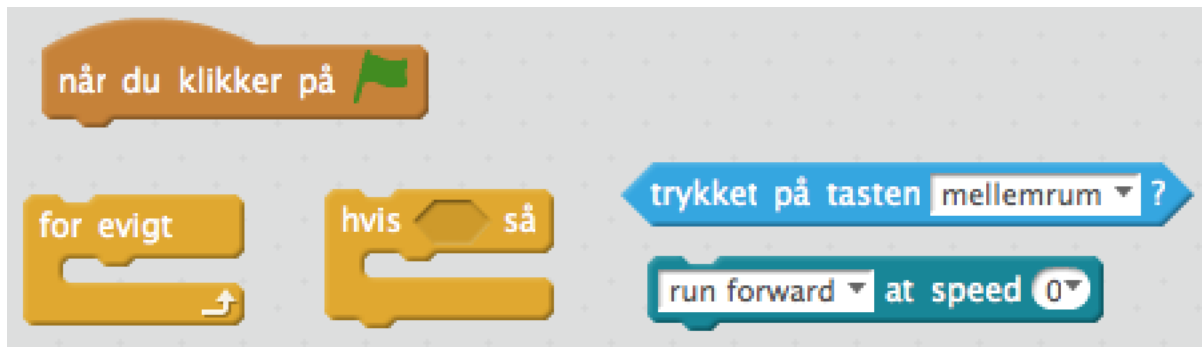 når du klikker på
for evigt
hvis så
trykket på tasten mellemrum ?
run forward at speed 0